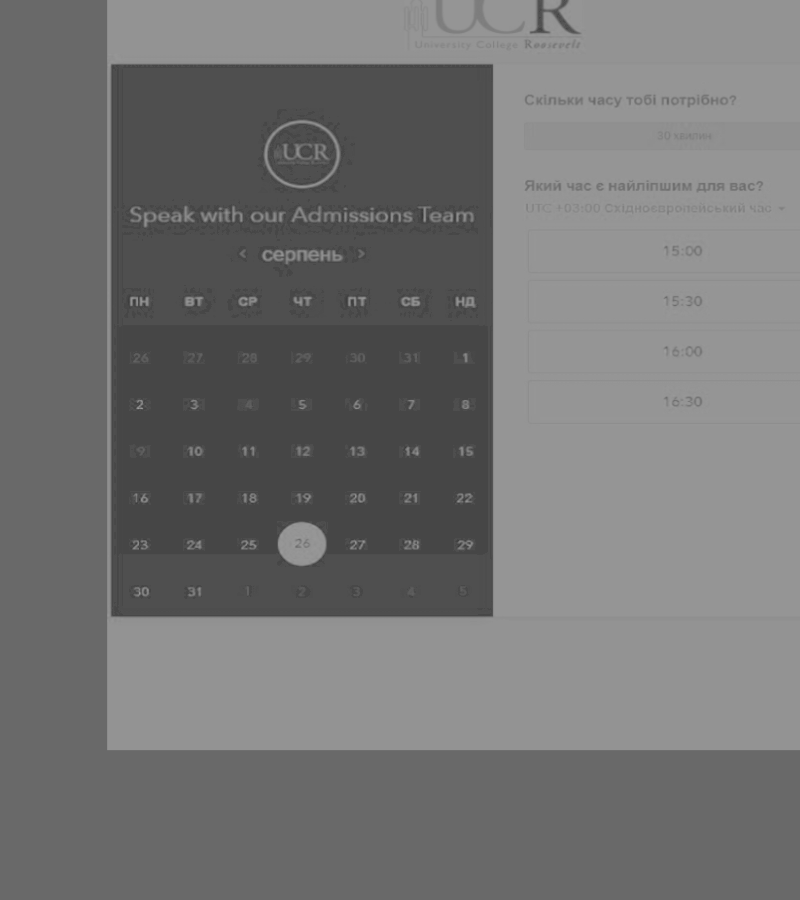 UCR
University College Roosevelt
UCR
Speak with our Admissions Team
< серпень >
ПН ВТ СР ЧТ ПТ СБ НД
26 27 28 29 30 31 1
2 3 4 5 6 7 8
9 10 11 12 13 14 15
16 17 18 19 20 21 22
23 24 25 26 27 28 29
30 31 1 2 3 4 5
Скільки часу тобі потрібно?
30 хвилин
Який час є найліпшим для вас?
UTC +03:00 Східноєвропейський час
15:00
15:30
16:00
16:30